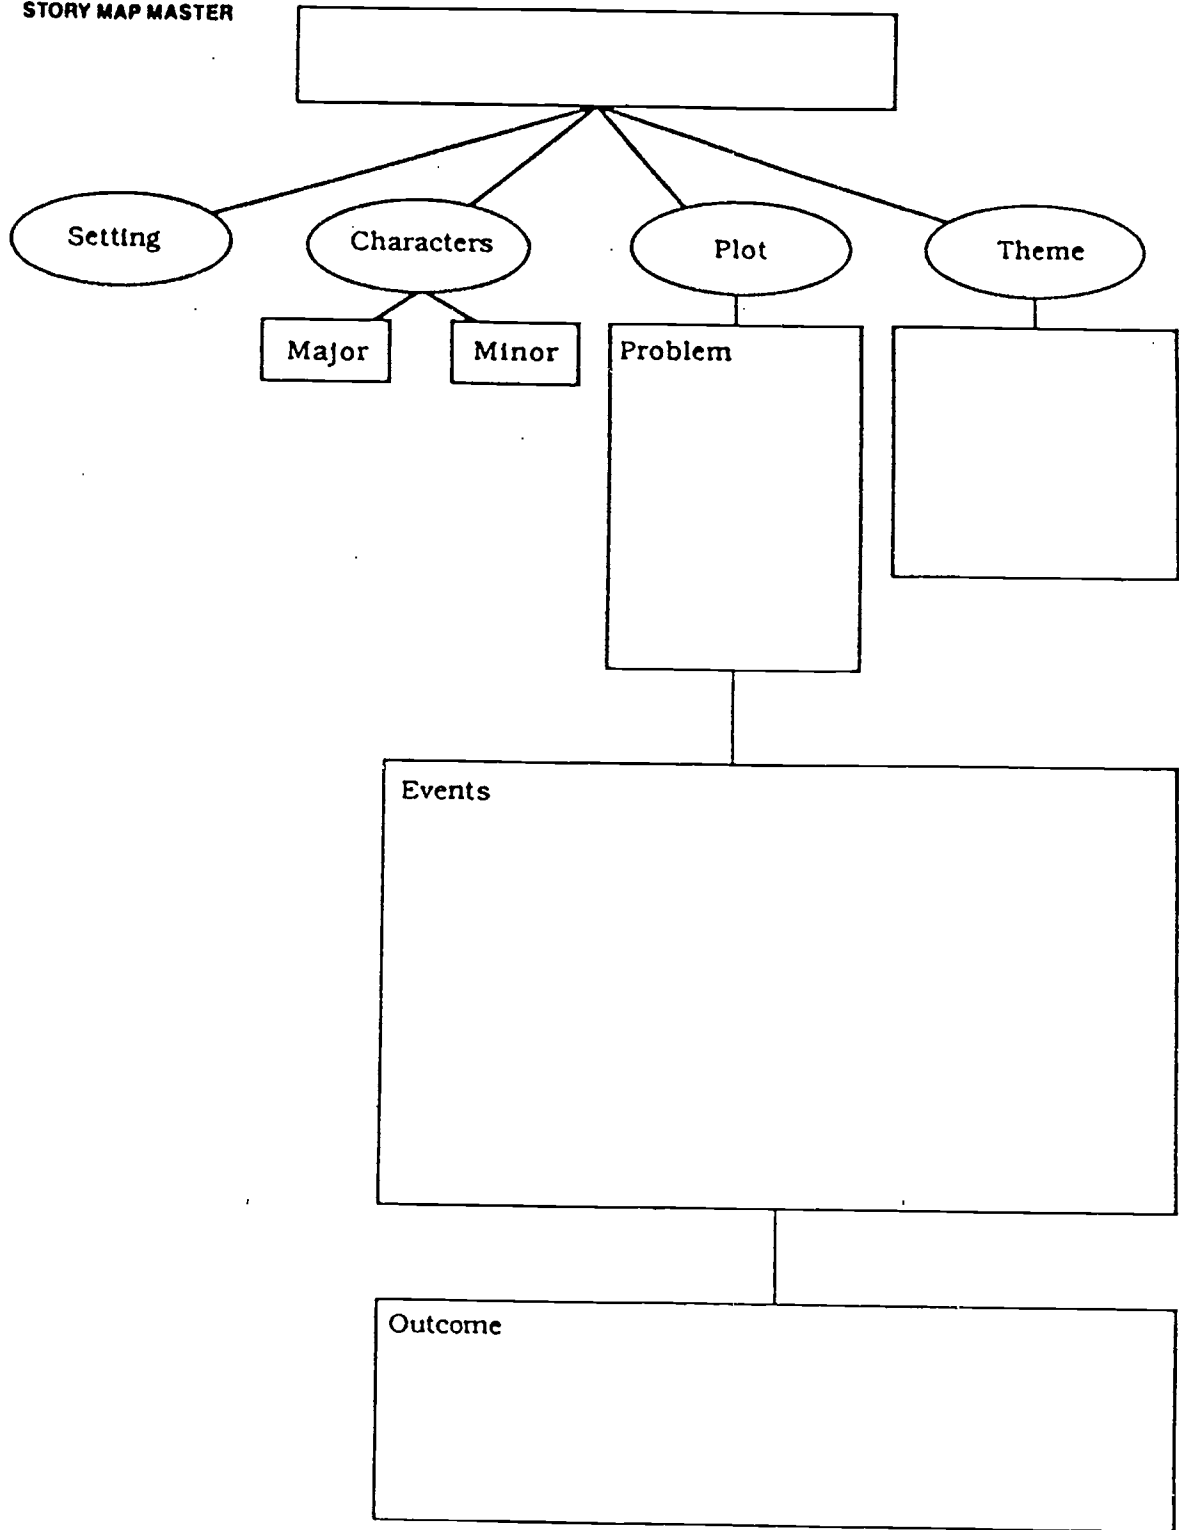 STORY MAP MASTER
Setting
Characters
Plot
Theme
Major
Minor
Problem
Events
Outcome